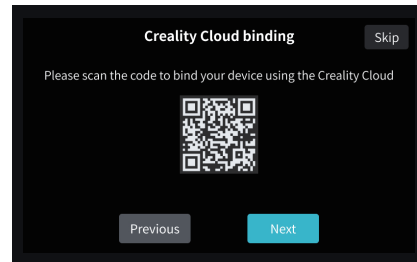 Creality Cloud binding
Skip
Please scan the code to bind your device using the Creality Cloud
Previous
Next